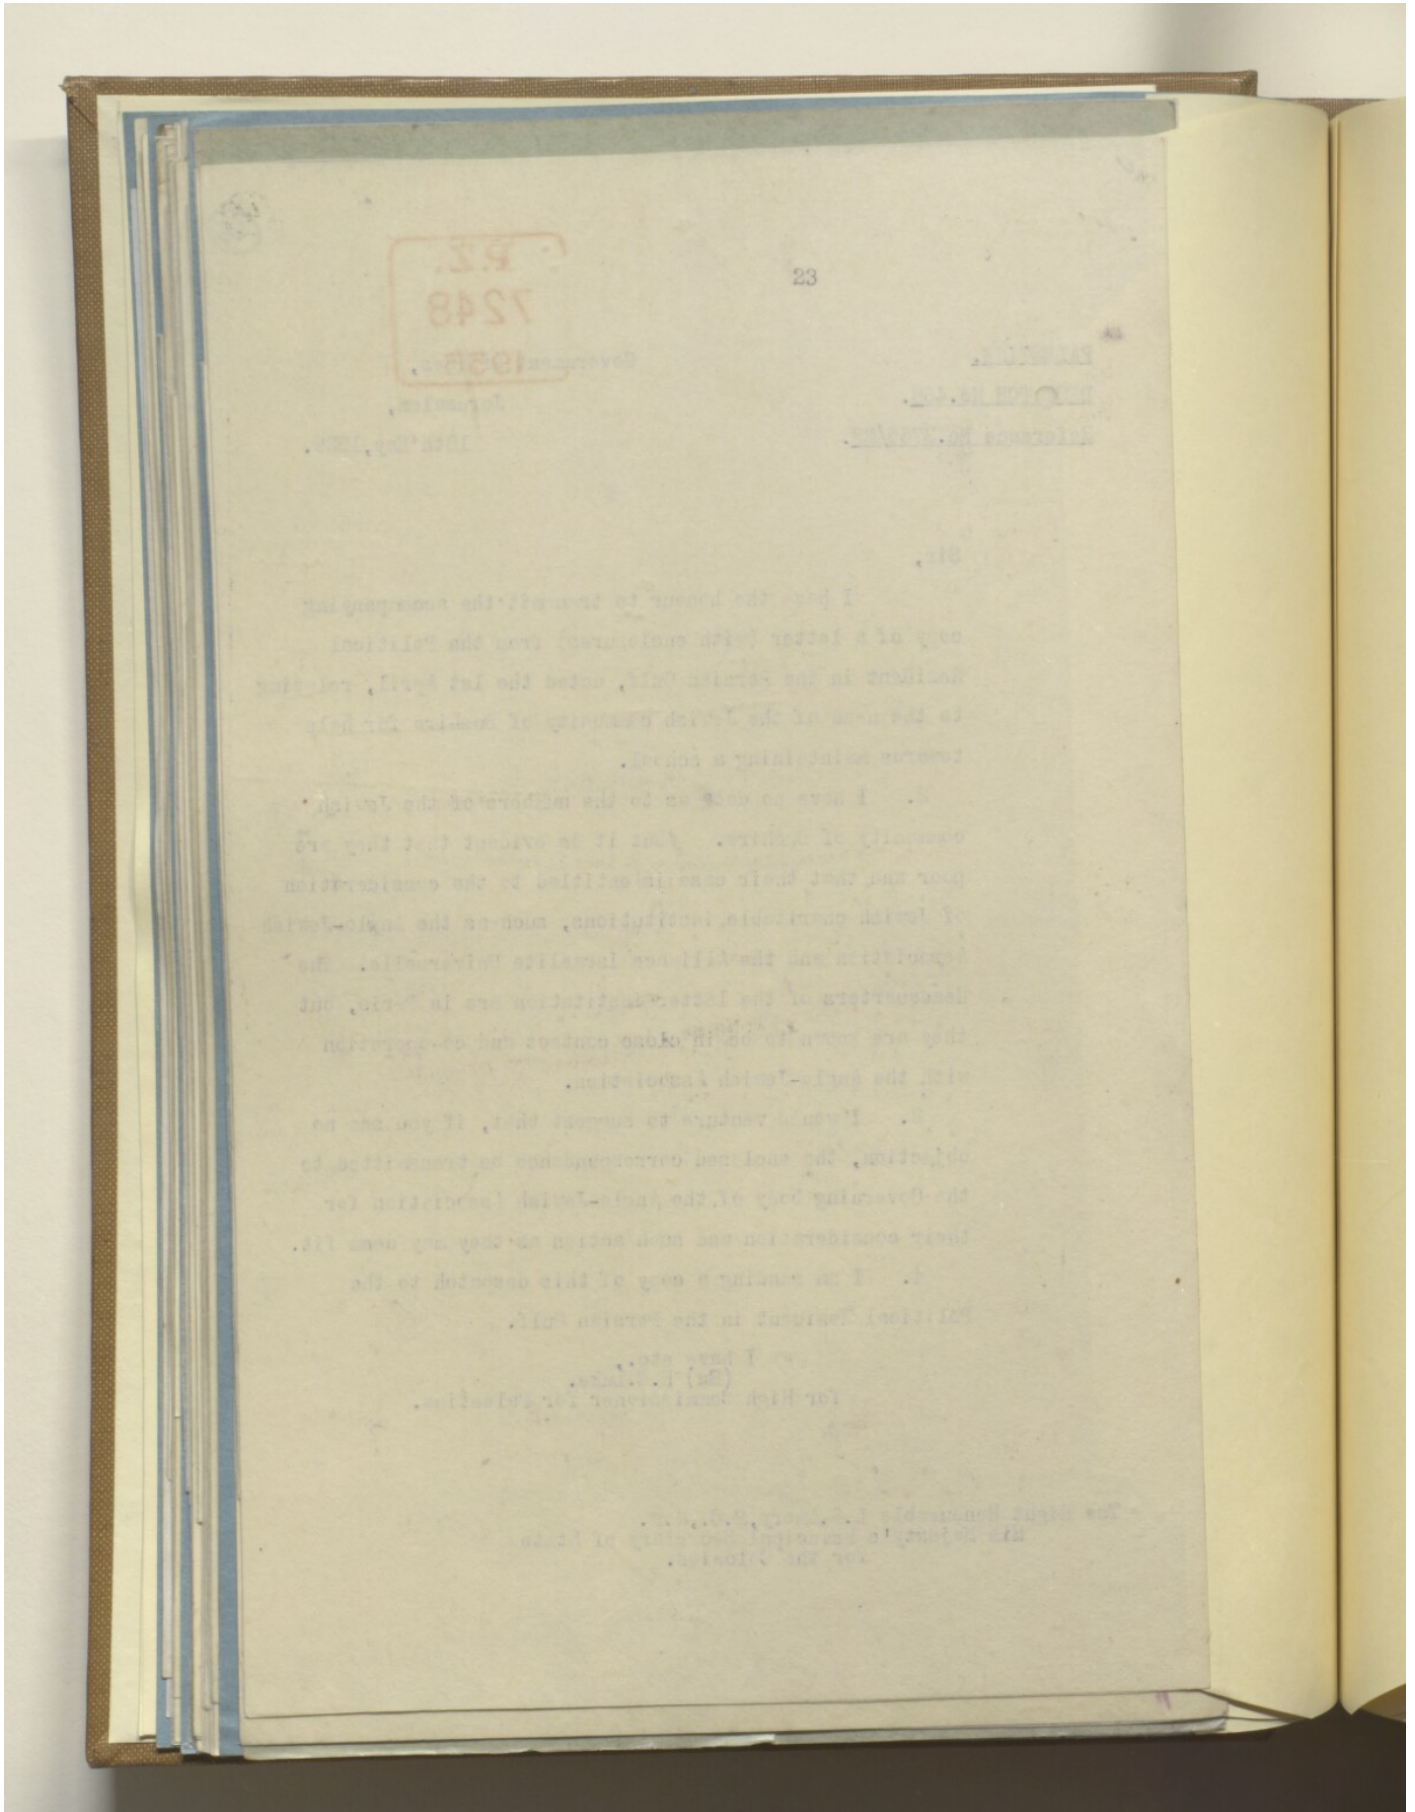 23
P.Z.
7248
193
PALESTINE.
Government Offices,
DESPATCH No.
Jerusalem,
Reference No.
May,
Sir,
I have the honour to transmit the accompanying
copy of a letter (with enclosures) from the Political
Resident in the Persian Gulf, dated the 1st April, relating
to the need of the Jewish community of Bushire for help
towards maintaining a school.
2. I have no data as to the members of the Jewish
community of Bushire. But it is evident that they are
poor and that their case is entitled to the consideration
of Jewish charitable institutions, such as the Anglo-Jewish
Association and the Alliance Israelite Universelle. The
Headquarters of the latter institution are in Paris, but
they are known to be in close contact and co-operation
with the Anglo-Jewish Association.
3. I would venture to suggest that, if you see no
objection, the enclosed correspondence be transmitted to
the Governing body of the Anglo-Jewish Association for
their consideration and such action as they may deem fit.
4. I am sending a copy of this despatch to the
Political Resident in the Persian Gulf.
I have etc.,
(Sd) Luke.
for High Commissioner for Palestine.
The Right Honourable L.S. Amery, P.C., M.P.
His Majesty's Principal Secretary of State
for the Colonies.